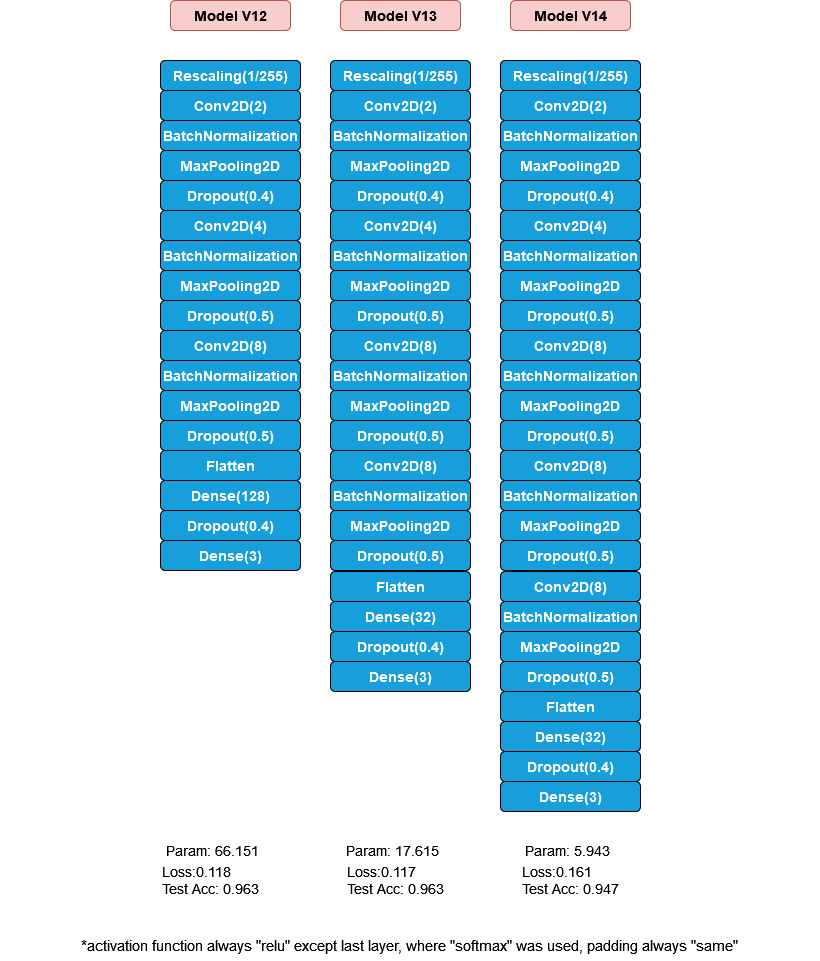 Model V12
Rescaling(1/255)
Conv2D(2)
BatchNormalization
MaxPooling2D
Dropout(0.4)
Conv2D(4)
BatchNormalization
MaxPooling2D
Dropout(0.5)
Conv2D(8)
BatchNormalization
MaxPooling2D
Dropout(0.5)
Flatten
Dense(128)
Dropout(0.4)
Dense(3)
Param: 66.151
Loss:0.118
Test Acc: 0.963
Model V13
Rescaling(1/255)
Conv2D(2)
BatchNormalization
MaxPooling2D
Dropout(0.4)
Conv2D(4)
BatchNormalization
MaxPooling2D
Dropout(0.5)
Conv2D(8)
BatchNormalization
MaxPooling2D
Dropout(0.5)
Conv2D(8)
BatchNormalization
MaxPooling2D
Dropout(0.5)
Flatten
Dense(32)
Dropout(0.4)
Dense(3)
Param: 17.615
Loss:0.117
Test Acc: 0.963
Model V14
Rescaling(1/255)
Conv2D(2)
BatchNormalization
MaxPooling2D
Dropout(0.4)
Conv2D(4)
BatchNormalization
MaxPooling2D
Dropout(0.5)
Conv2D(8)
BatchNormalization
MaxPooling2D
Dropout(0.5)
Conv2D(8)
BatchNormalization
MaxPooling2D
Dropout(0.5)
Conv2D(8)
BatchNormalization
MaxPooling2D
Dropout(0.5)
Flatten
Dense(32)
Dropout(0.4)
Dense(3)
Param: 5.943
Loss:0.161
Test Acc: 0.947
*activation function always "relu" except last layer, where "softmax" was used, padding always "same"